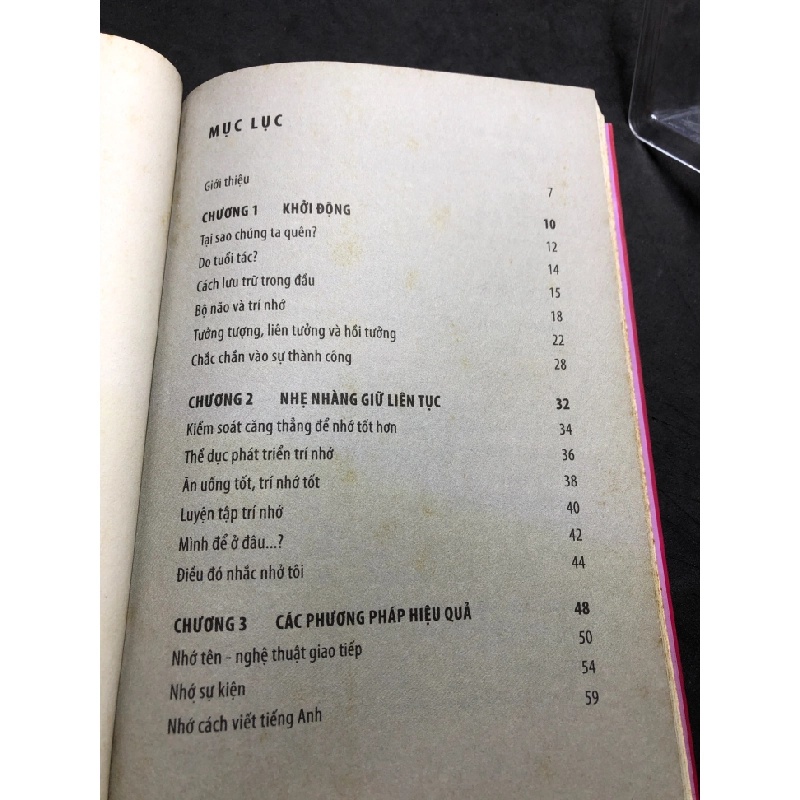 MỤC LỤC
Giới thiệu 7
CHƯƠNG 1 KHỞI ĐỘNG 10
Tại sao chúng ta quên? 12
Do tuổi tác? 14
Cách lưu trữ trong đầu 15
Bộ não và trí nhớ 18
Tưởng tượng, liên tưởng và hồi tưởng 22
Chắc chắn vào sự thành công 28
CHƯƠNG 2 NHẸ NHÀNG GIỮ LIÊN TỤC 32
Kiểm soát căng thẳng để nhớ tốt hơn 34
Thể dục phát triển trí nhớ 36
Ăn uống tốt, trí nhớ tốt 38
Luyện tập trí nhớ 40
Mình để ở đâu...? 42
Điều đó nhắc nhở tôi 44
CHƯƠNG 3 CÁC PHƯƠNG PHÁP HIỆU QUẢ 48
Nhớ tên – nghệ thuật giao tiếp 50
Nhớ sự kiện 54
Nhớ cách viết tiếng Anh 59